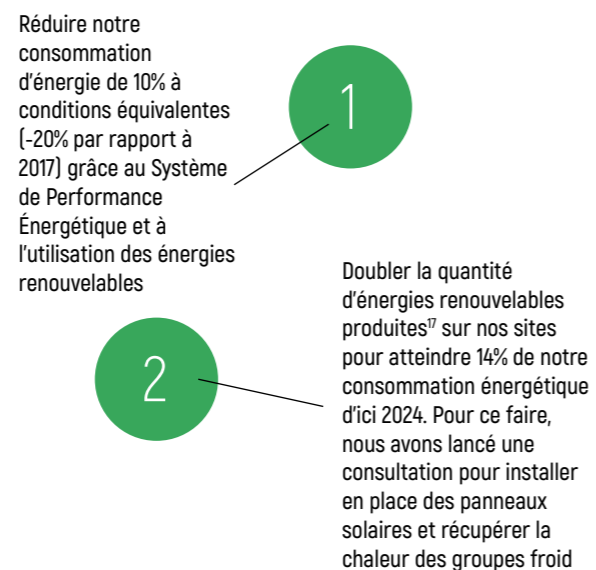 Réduire notre
consommation
d'énergie de 10% à
conditions équivalentes
(-20% par rapport à
2017) grâce au Système
de Performance
Énergétique et à
l'utilisation des énergies
renouvelables
1
2
Doubler la quantité
d'énergies renouvelables
produites¹⁷ sur nos sites
pour atteindre 14% de notre
consommation énergétique
d'ici 2024. Pour ce faire,
nous avons lancé une
consultation pour installer
en place des panneaux
solaires et récupérer la
chaleur des groupes froid